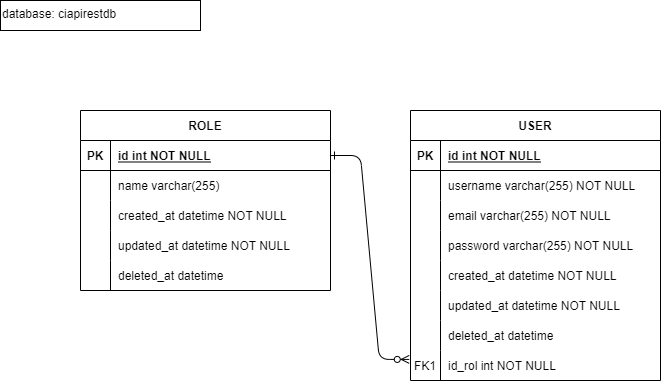 database: ciapirestdb
ROLE
PK id int NOT NULL
name varchar(255)
created_at datetime NOT NULL
updated_at datetime NOT NULL
deleted_at datetime
USER
PK id int NOT NULL
username varchar(255) NOT NULL
email varchar(255) NOT NULL
password varchar(255) NOT NULL
created_at datetime NOT NULL
updated_at datetime NOT NULL
deleted_at datetime
FK1 id_rol int NOT NULL